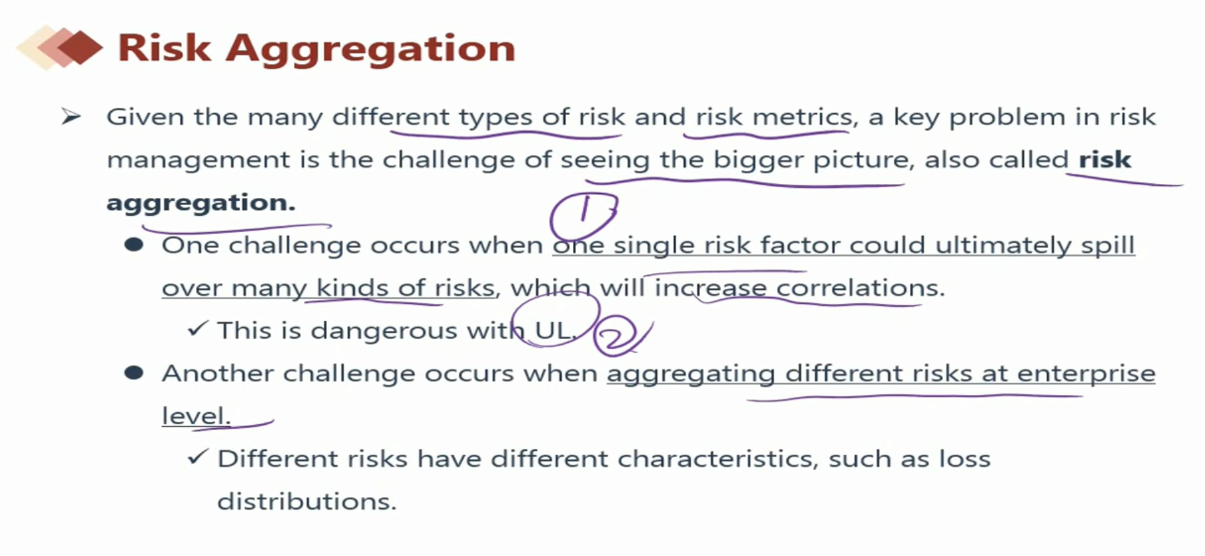 Risk Aggregation
➢ Given the many different types of risk and risk metrics, a key problem in risk
management is the challenge of seeing the bigger picture, also called risk
aggregation.
1
● One challenge occurs when one single risk factor could ultimately spill
over many kinds of risks, which will increase correlations.
✓ This is dangerous with UL.
2
● Another challenge occurs when aggregating different risks at enterprise
level.
✓ Different risks have different characteristics, such as loss
distributions.